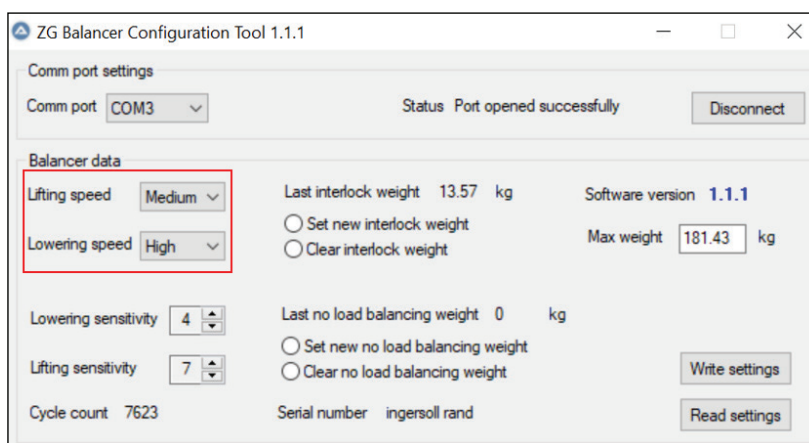 ZG Balancer Configuration Tool 1.1.1
Comm port settings
Comm port COM3 Status Port opened successfully Disconnect
Balancer data
Lifting speed Medium Last interlock weight 13.57 kg Software version 1.1.1
Set new interlock weight
Lowering speed High Clear interlock weight Max weight 181.43 kg
Lowering sensitivity 4 Last no load balancing weight 0 kg
Set new no load balancing weight
Lifting sensitivity 7 Clear no load balancing weight Write settings
Cycle count 7623 Serial number ingersoll rand Read settings